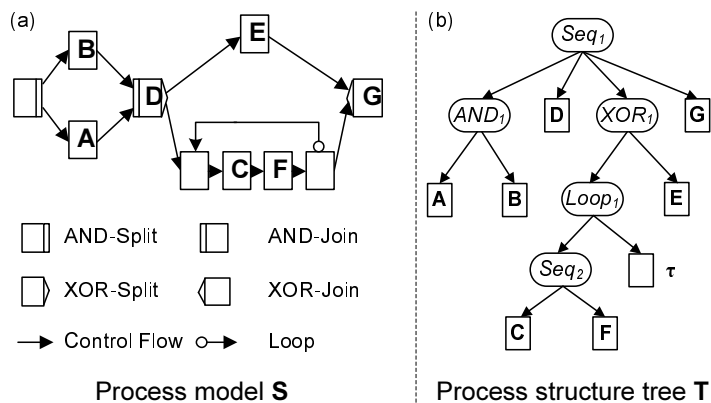 (a)
B
E
D
G
A
C
F
AND-Split
AND-Join
XOR-Split
XOR-Join
Control Flow
Loop
Process model S
(b)
Seq1
AND1
D
XOR1
G
A
B
Loop1
E
Seq2
τ
C
F
Process structure tree T